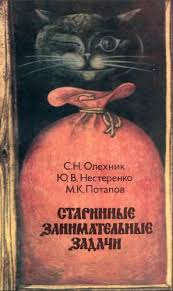 С.Н. Олехник
Ю.В. Нестеренко
М.К. Потапов
СТАРИННЫЕ
ЗАНИМАТЕЛЬНЫЕ
ЗАДАЧИ